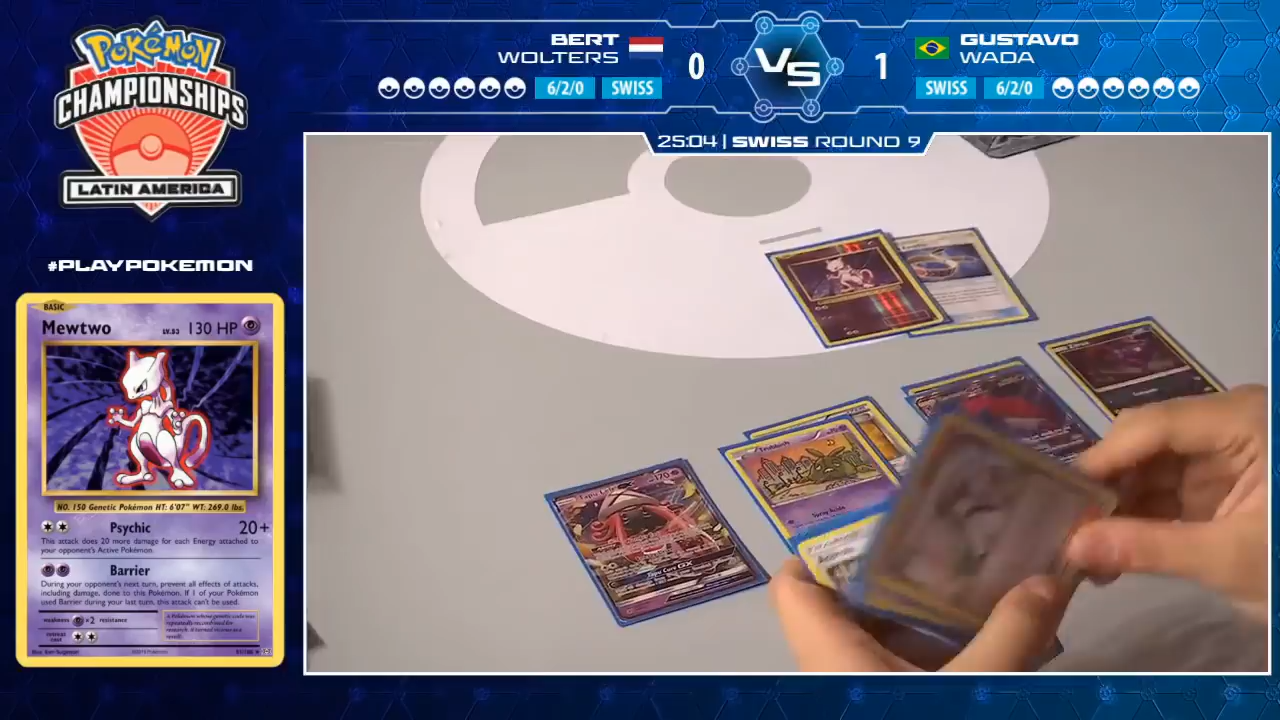 POKÉMON
CHAMPIONSHIPS
LATIN AMERICA
#PLAYPOKEMON
BERT
WOLTERS
6/2/0
SWISS
0
VS
1
GUSTAVO
WADA
SWISS
6/2/0
25:04 | SWISS ROUND 9
BASIC
Mewtwo
LV.53 130 HP
NO. 150 Genetic Pokémon HT: 6'07" WT: 269.0 lbs.
Psychic 20+
This attack does 20 more damage for each Energy attached to
your opponent's Active Pokémon.
Barrier
During your opponent's next turn, prevent all effects of attacks,
including damage, done to this Pokémon. If 1 of your Pokémon
used Barrier during your last turn, this attack can't be used.
weakness ×2 resistance
retreat
cost
Trubbish
170